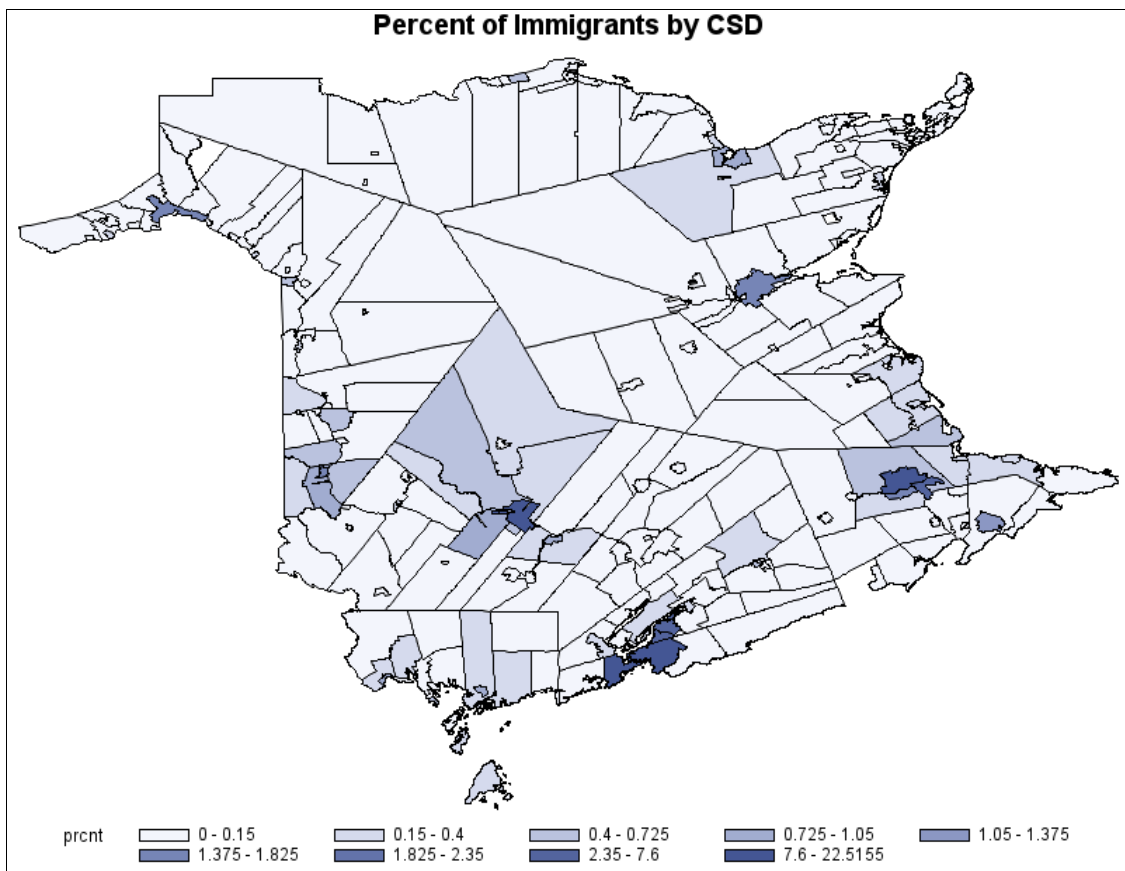 Percent of Immigrants by CSD
prcnt 0 - 0.15 0.15 - 0.4 0.4 - 0.725 0.725 - 1.05 1.05 - 1.375
1.375 - 1.825 1.825 - 2.35 2.35 - 7.6 7.6 - 22.5155